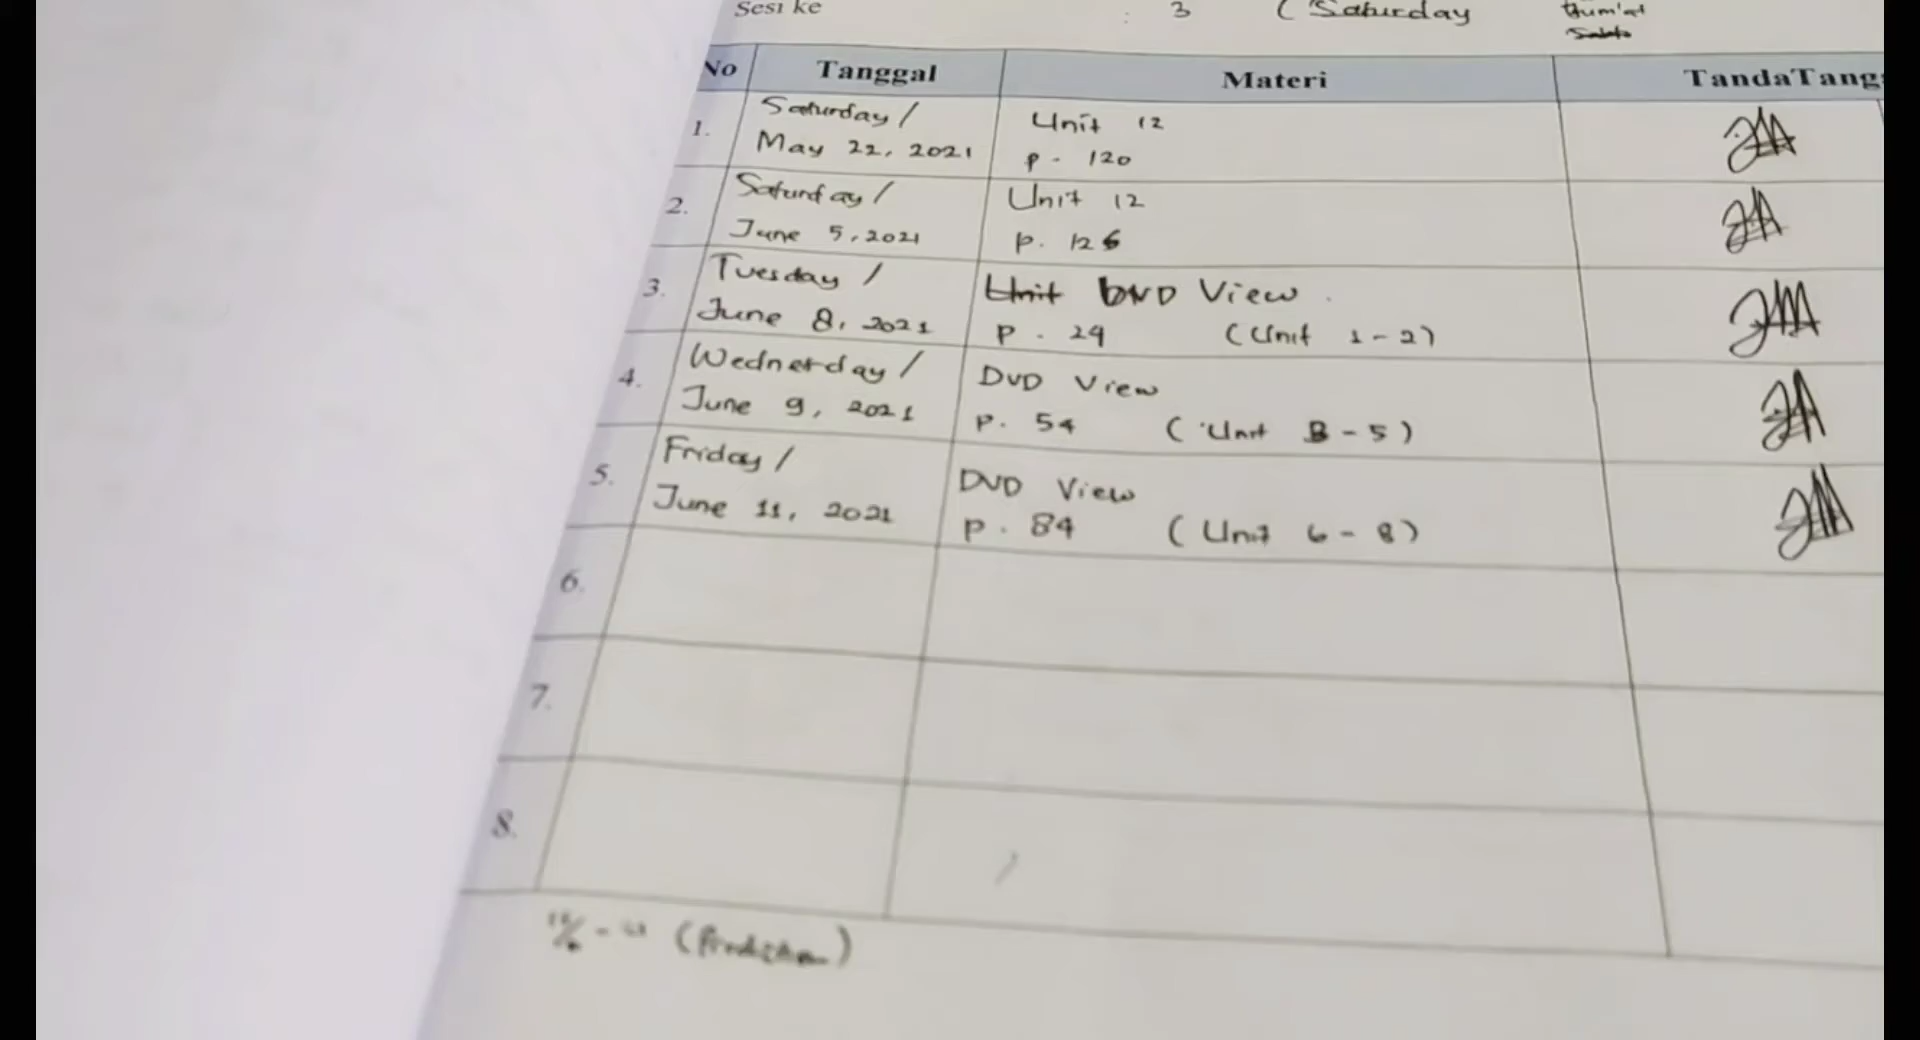 Sesi ke : 3 ( Saturday Jum'at
No Tanggal Materi TandaTang
1. Saturday / Unit 12
May 22, 2021 p - 120
2. Saturday / Unit 12
June 5, 2021 p. 126
3. Tuesday / Unit DVD View
June 8, 2021 p. 24 (Unit 1-2)
4. Wednesday / DVD View
June 9, 2021 p. 54 (Unit 3-5)
5. Friday / DVD View
June 11, 2021 p. 84 (Unit 6-8)
6.
7.
8.